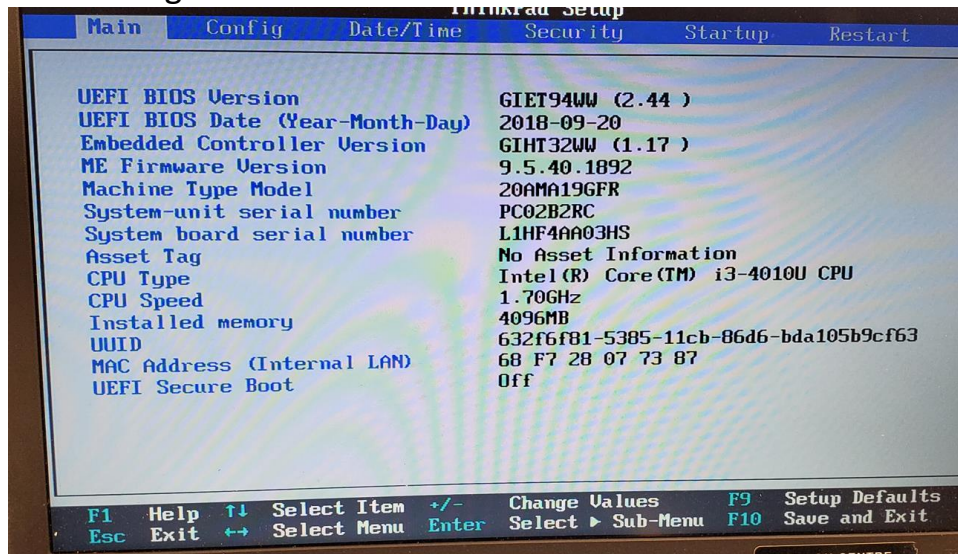 ThinkPad Setup
Main Config Date/Time Security Startup Restart
UEFI BIOS Version GIET94WW (2.44 )
UEFI BIOS Date (Year-Month-Day) 2018-09-20
Embedded Controller Version GIHT32WW (1.17 )
ME Firmware Version 9.5.40.1892
Machine Type Model 20AMA19GFR
System-unit serial number PC02B2RC
System board serial number L1HF4AA03HS
Asset Tag No Asset Information
CPU Type Intel(R) Core(TM) i3-4010U CPU
CPU Speed 1.70GHz
Installed memory 4096MB
UUID 632f6f81-5385-11cb-86d6-bda105b9cf63
MAC Address (Internal LAN) 68 F7 28 07 73 87
UEFI Secure Boot Off
F1 Help ↑↓ Select Item +/- Change Values F9 Setup Defaults
Esc Exit ↔ Select Menu Enter Select ▶ Sub-Menu F10 Save and Exit